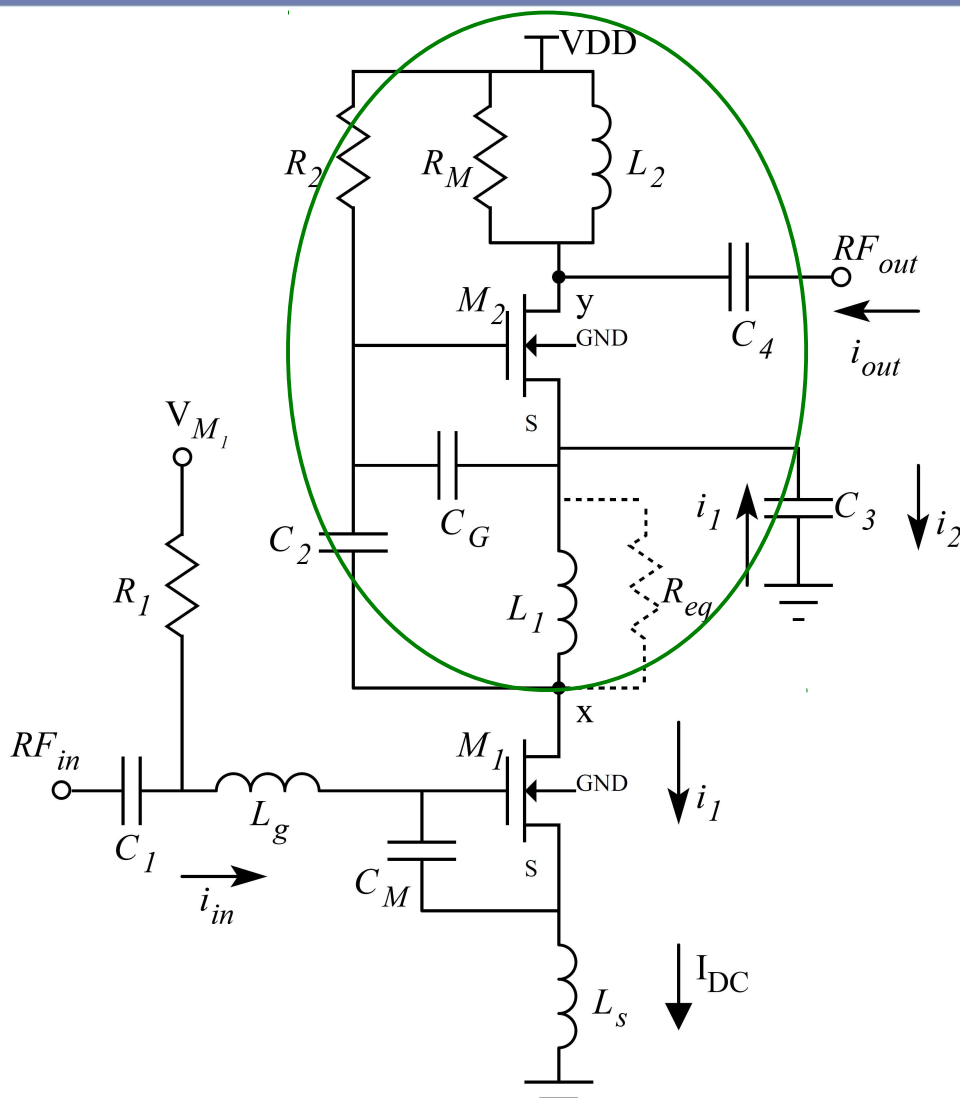 VDD
R2
RM
L2
RFout
M2
y
GND
C4
iout
S
VM1
CG
i1
C3
i2
C2
R1
L1
Req
x
RFin
M1
GND
i1
Lg
C1
S
CM
iin
IDC
Ls